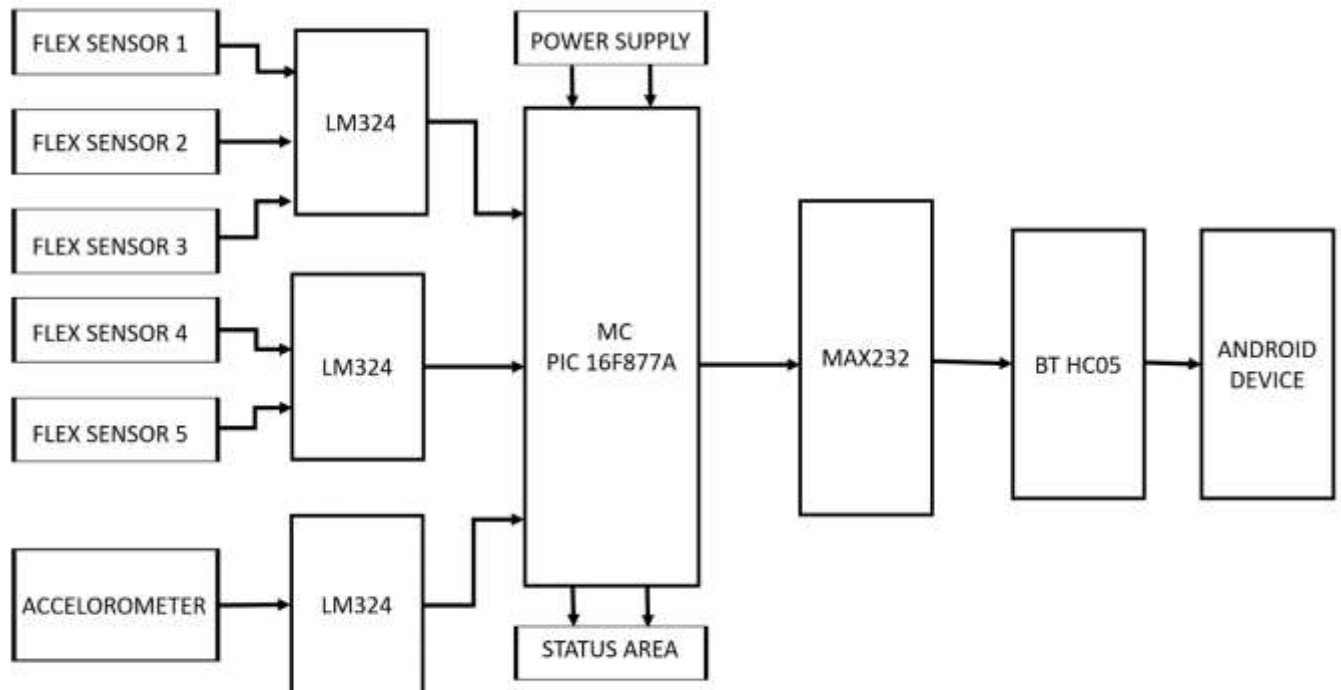 FLEX SENSOR 1
FLEX SENSOR 2
FLEX SENSOR 3
FLEX SENSOR 4
FLEX SENSOR 5
ACCELOROMETER
LM324
LM324
LM324
POWER SUPPLY
MC
PIC 16F877A
STATUS AREA
MAX232
BT HC05
ANDROID
DEVICE